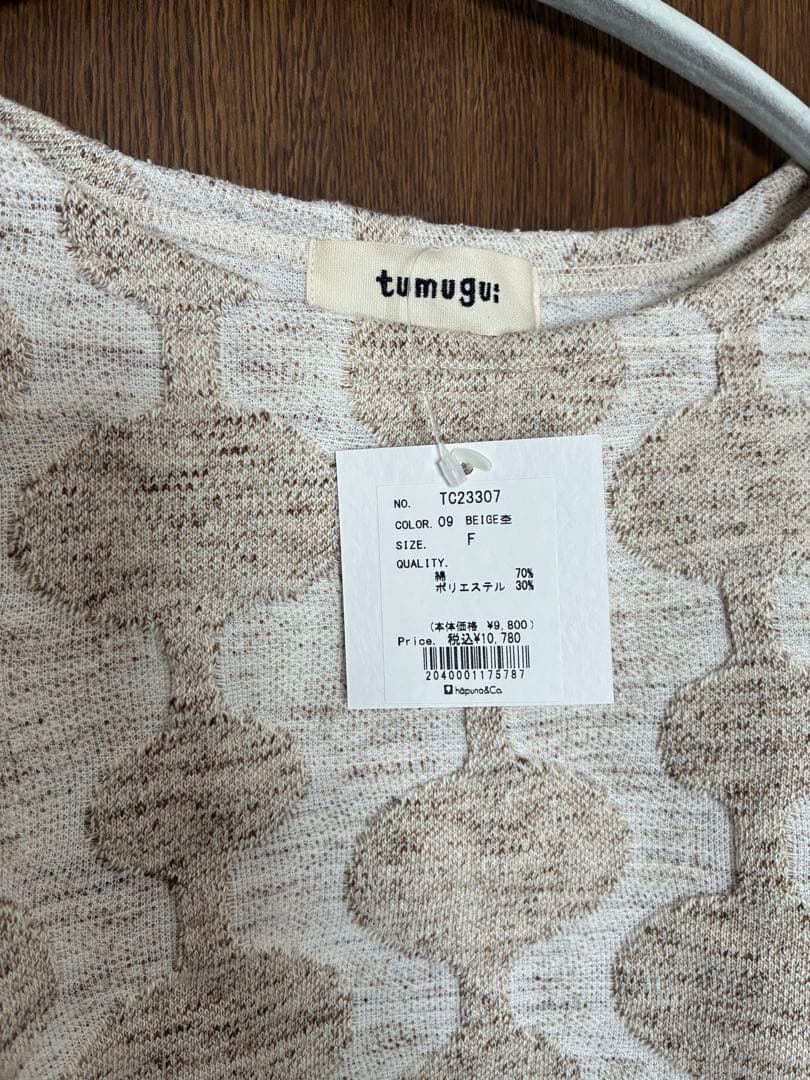 tumugu:
NO. TC23307
COLOR. 09 BEIGE杢
SIZE. F
QUALITY.
綿 70%
ポリエステル 30%
(本体価格 ¥9,800)
Price. 税込¥10,780
2040001175787
hāpuna&Co.